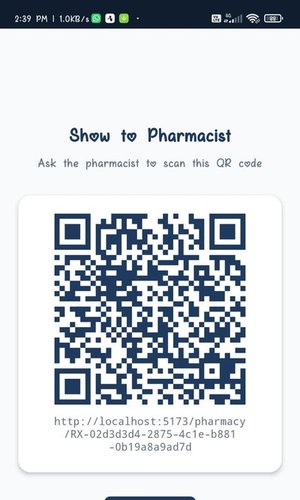 2:39 PM | 1.0KB/s
Show to Pharmacist
Ask the pharmacist to scan this QR code
http://localhost:5173/pharmacy
/RX-02d3d3d4-2875-4c1e-b881
-0b19a8a9ad7d